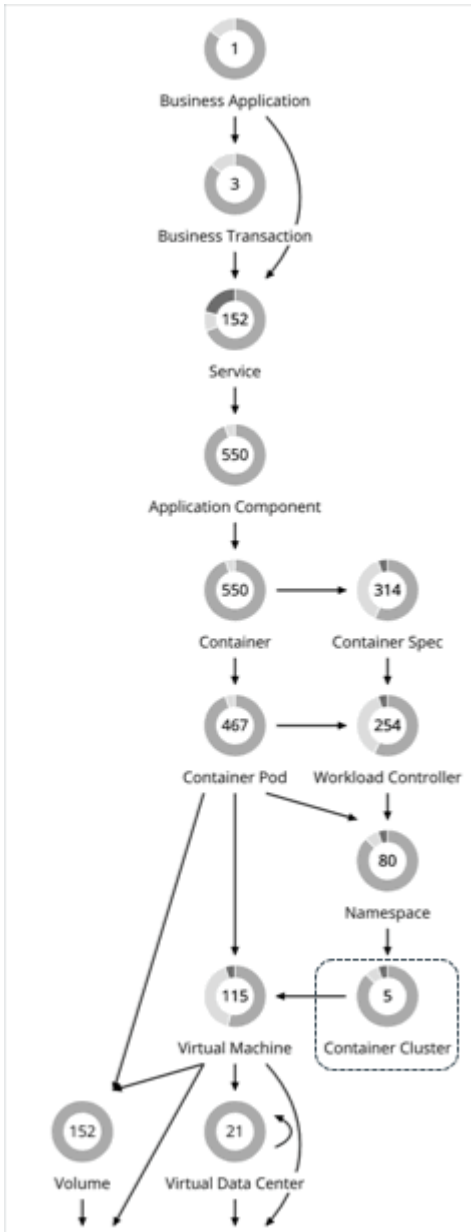 1
Business Application
3
Business Transaction
152
Service
550
Application Component
550
314
Container
Container Spec
467
254
Container Pod
Workload Controller
80
Namespace
115
5
Virtual Machine
Container Cluster
152
21
Volume
Virtual Data Center